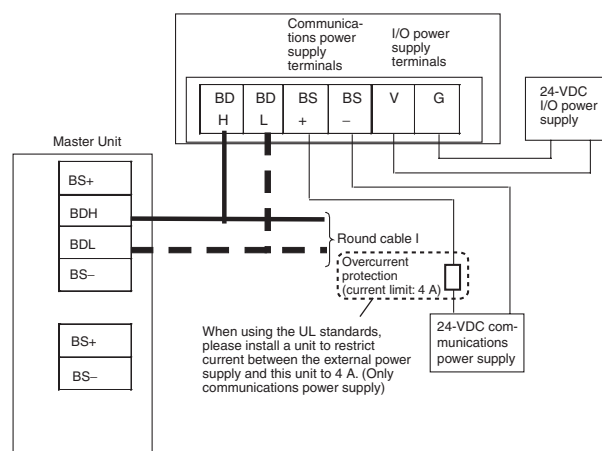 Communica-
tions power
supply
terminals
I/O power
supply
terminals
BD
H
BD
L
BS
+
BS
–
V
G
24-VDC
I/O power
supply
Master Unit
BS+
BDH
BDL
BS–
BS+
BS–
Round cable I
Overcurrent
protection
(current limit: 4 A)
When using the UL standards,
please install a unit to restrict
current between the external power
supply and this unit to 4 A. (Only
communications power supply)
24-VDC com-
munications
power supply